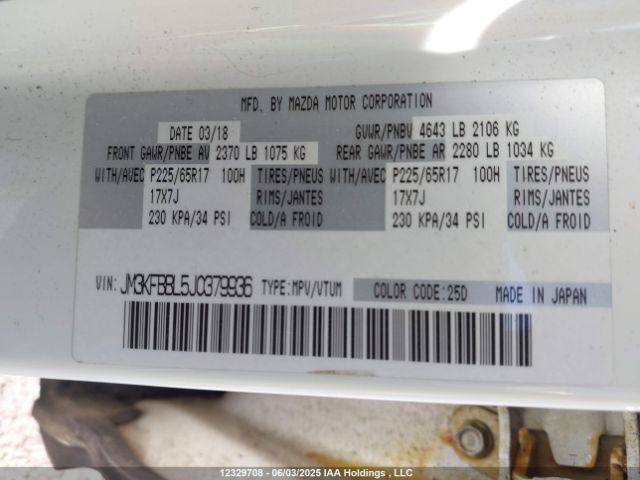 MFD. BY MAZDA MOTOR CORPORATION
DATE 03/18 GVWR/PNBV 4643 LB 2106 KG
FRONT GAWR/PNBE AV 2370 LB 1075 KG REAR GAWR/PNBE AR 2280 LB 1034 KG
WITH/AVEC P225/65R17 100H TIRES/PNEUS WITH/AVEC P225/65R17 100H TIRES/PNEUS
17X7J RIMS/JANTES 17X7J RIMS/JANTES
230 KPA/34 PSI COLD/A FROID 230 KPA/34 PSI COLD/A FROID
VIN: JM3KFBBL5J0379936 TYPE:MPV/VTUM COLOR CODE:25D MADE IN JAPAN
12329708 - 06/03/2025 IAA Holdings , LLC